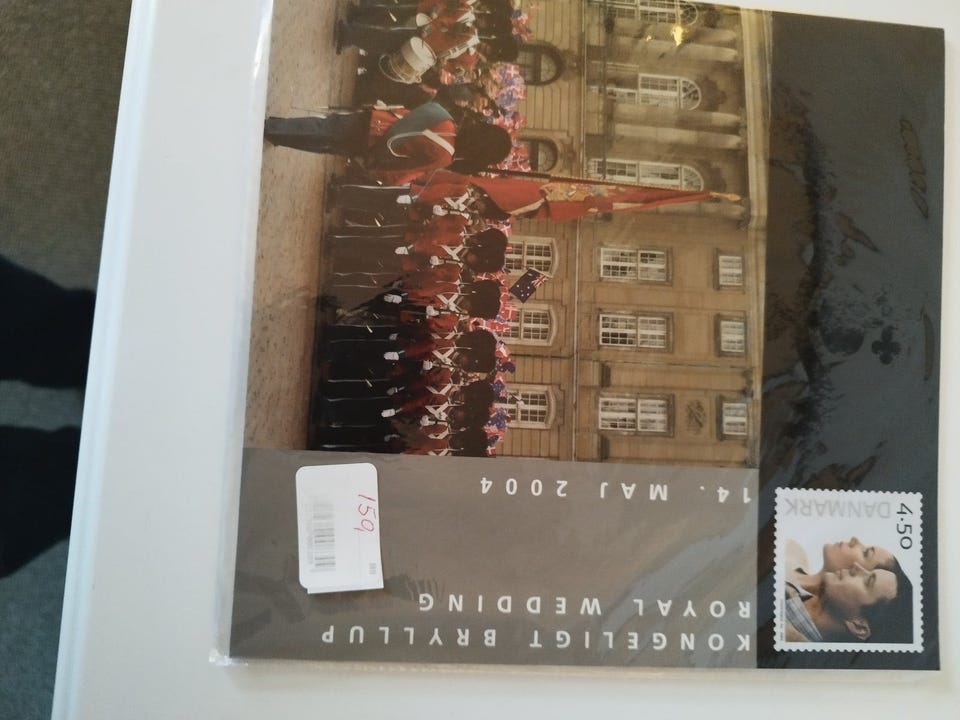 KONGELIGT BRYLLUP
ROYAL WEDDING
14. MAJ 2004
4.50
DANMARK
159